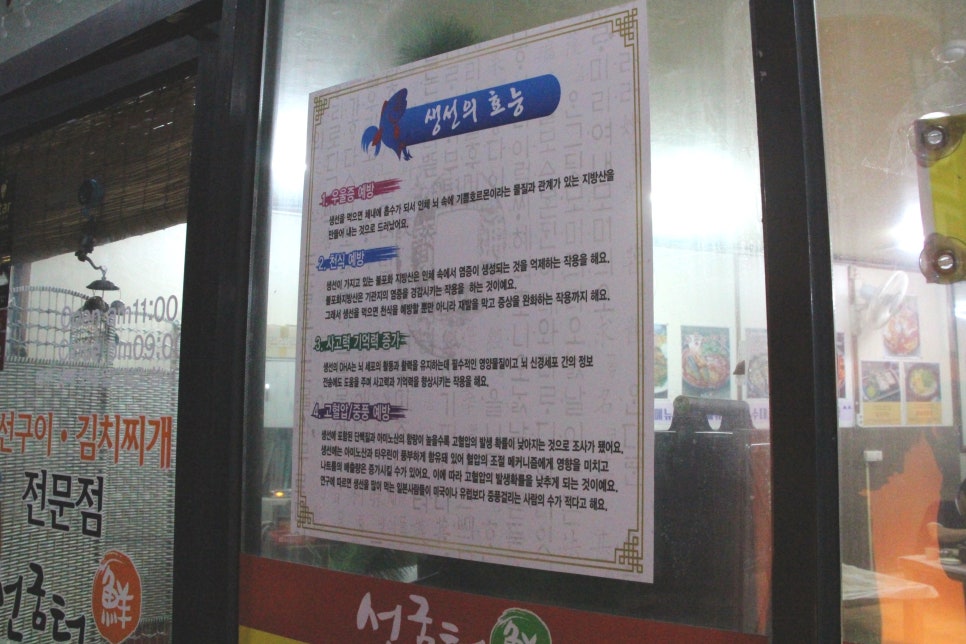 생선의 효능
1. 우울증 예방
생선을 먹으면 체내에 흡수가 되서 인체 뇌 속에 기쁨호르몬이라는 물질과 관계가 있는 지방산을
만들어 내는 것으로 드러났어요.
2. 천식 예방
생선이 가지고 있는 불포화 지방산은 인체 속에서 염증이 생성되는 것을 억제하는 작용을 해요.
불포화지방산은 기관지의 염증을 경감시키는 작용을 하는 것이예요.
그래서 생선을 먹으면 천식을 예방할 뿐만 아니라 재발을 막고 증상을 완화하는 작용까지 해요.
3. 사고력 기억력 증가
생선의 DHA는 뇌 세포의 활동과 활력을 유지하는데 필수적인 영양물질이고 뇌 신경세포 간의 정보
전송에도 도움을 주며 사고력과 기억력을 향상시키는 작용을 해요.
4. 고혈압/중풍 예방
생선에 포함된 단백질과 아미노산의 함량이 높을수록 고혈압의 발생 확률이 낮아지는 것으로 조사가 됐어요.
생선에는 아미노산과 타우린이 풍부하게 함유돼 있어 혈압의 조절 메커니즘에게 영향을 미치고
나트륨의 배출량은 증가시킬 수가 있어요. 이에 따라 고혈압의 발생확률을 낮추게 되는 것이예요.
연구에 따르면 생선을 많이 먹는 일본사람들이 미국이나 유럽보다 중풍걸리는 사람의 수가 적다고 해요.
선구이·김치찌개
전문점
선궁터
鮮
선궁터
鮮